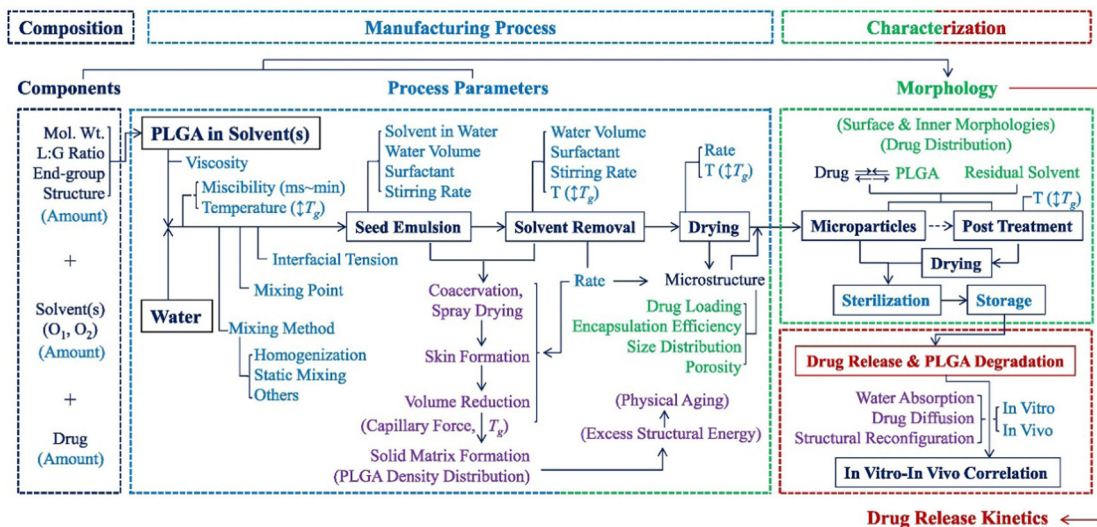 Composition
Manufacturing Process
Characterization
Components
Process Parameters
Morphology
Mol. Wt.
L:G Ratio
End-group
Structure
(Amount)
+
Solvent(s)
(O₁, O₂)
(Amount)
+
Drug
(Amount)
PLGA in Solvent(s)
Viscosity
Miscibility (ms~min)
Temperature (↕Tg)
Water
Interfacial Tension
Mixing Point
Mixing Method
Homogenization
Static Mixing
Others
Solvent in Water
Water Volume
Surfactant
Stirring Rate
Seed Emulsion
Water Volume
Surfactant
Stirring Rate
T (↕Tg)
Solvent Removal
Rate
T (↕Tg)
Drying
Coacervation,
Spray Drying
Skin Formation
Volume Reduction
(Capillary Force, Tg)
Solid Matrix Formation
(PLGA Density Distribution)
Rate
Microstructure
Drug Loading
Encapsulation Efficiency
Size Distribution
Porosity
(Physical Aging)
(Excess Structural Energy)
(Surface & Inner Morphologies)
(Drug Distribution)
Drug ⇌ PLGA
Residual Solvent
T (↕Tg)
Microparticles
Post Treatment
Drying
Sterilization
Storage
Drug Release & PLGA Degradation
Water Absorption
Drug Diffusion
Structural Reconfiguration
In Vitro
In Vivo
In Vitro-In Vivo Correlation
Drug Release Kinetics